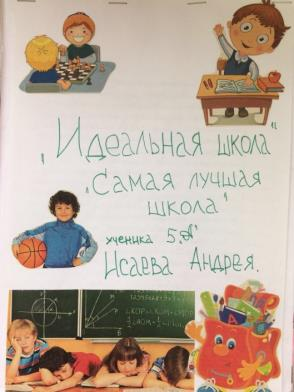 „Идеальная школа“
„Самая лучшая
школа“
ученика 5„А“
Исаева Андрея.